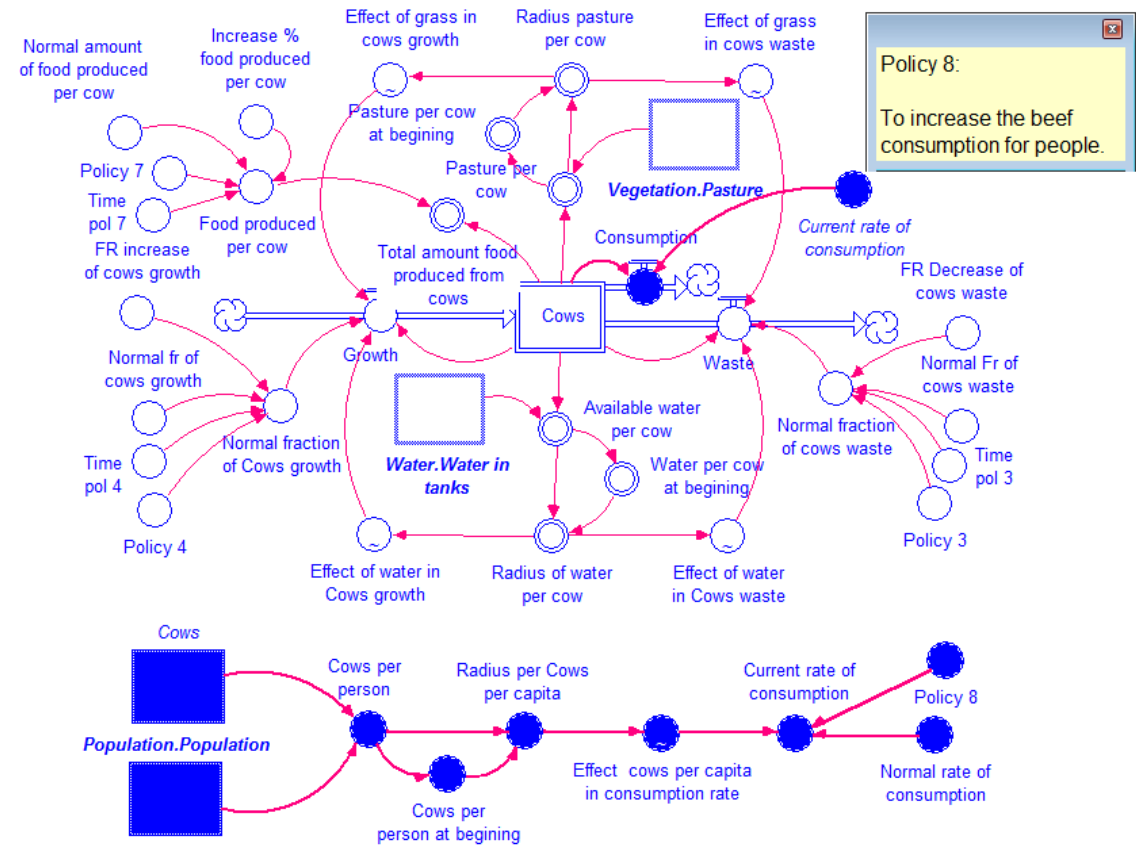 Effect of grass in
cows growth
Radius pasture
per cow
Effect of grass
in cows waste
Normal amount
of food produced
per cow
Increase %
food produced
per cow
Policy 8:
To increase the beef
consumption for people.
Pasture per cow
at begining
Policy 7
Pasture per
cow
Vegetation.Pasture
Time
pol 7
Food produced
per cow
FR increase
of cows growth
Total amount food
produced from
cows
Consumption
Current rate of
consumption
FR Decrease of
cows waste
Cows
Growth
Waste
Normal fr of
cows growth
Normal Fr of
cows waste
Available water
per cow
Normal fraction
of Cows growth
Normal fraction
of cows waste
Time
pol 4
Water.Water in
tanks
Water per cow
at begining
Time
pol 3
Policy 4
Policy 3
Effect of water in
Cows growth
Radius of water
per cow
Effect of water
in Cows waste
Cows
Cows per
person
Radius per Cows
per capita
Current rate of
consumption
Policy 8
Population.Population
Effect cows per capita
in consumption rate
Normal rate of
consumption
Cows per
person at begining
~
~
~
~
~